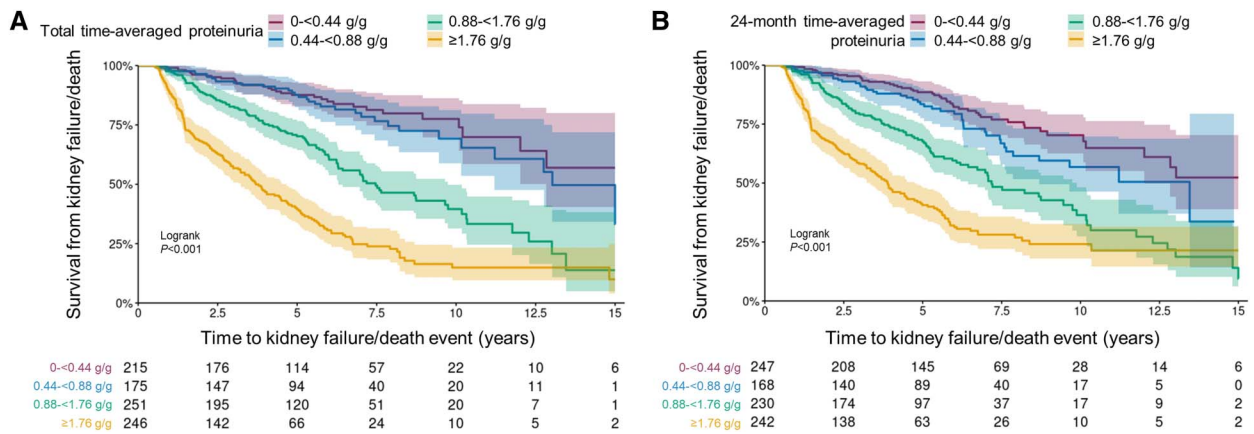 A
Total time-averaged proteinuria
0-<0.44 g/g
0.88-<1.76 g/g
0.44-<0.88 g/g
≥1.76 g/g
Survival from kidney failure/death
100%
75%
50%
25%
0%
Logrank
P<0.001
0 2.5 5 7.5 10 12.5 15
Time to kidney failure/death event (years)
0-<0.44 g/g 215 176 114 57 22 10 6
0.44-<0.88 g/g 175 147 94 40 20 11 1
0.88-<1.76 g/g 251 195 120 51 20 7 1
≥1.76 g/g 246 142 66 24 10 5 2
B
24-month time-averaged
proteinuria
0-<0.44 g/g
0.88-<1.76 g/g
0.44-<0.88 g/g
≥1.76 g/g
Survival from kidney failure/death
100%
75%
50%
25%
0%
Logrank
P<0.001
0 2.5 5 7.5 10 12.5 15
Time to kidney failure/death event (years)
0-<0.44 g/g 247 208 145 69 28 14 6
0.44-<0.88 g/g 168 140 89 40 17 5 0
0.88-<1.76 g/g 230 174 97 37 17 9 2
≥1.76 g/g 242 138 63 26 10 5 2